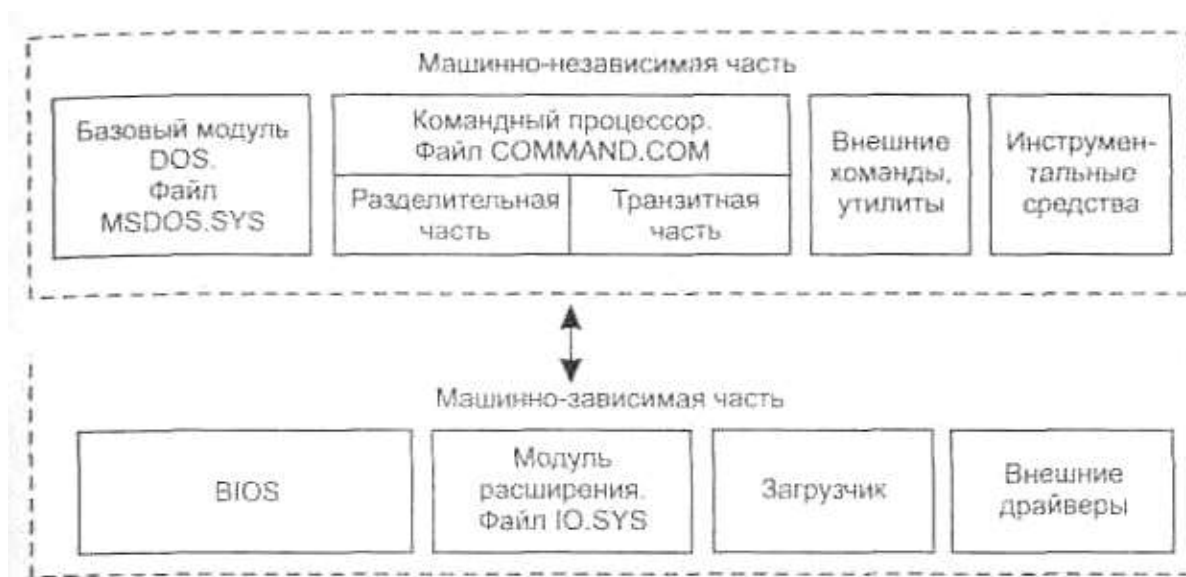 Машинно-независимая часть
Базовый модуль
DOS.
Файл
MSDOS.SYS
Командный процессор.
Файл COMMAND.COM
Разделительная
часть
Транзитная
часть
Внешние
команды,
утилиты
Инструмен-
тальные
средства
Машинно-зависимая часть
BIOS
Модуль
расширения.
Файл IO.SYS
Загрузчик
Внешние
драйверы